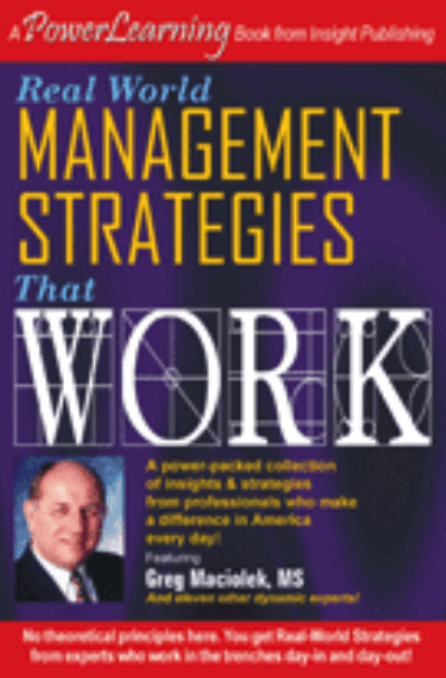 A PowerLearning Book from Insight Publishing
Real World
MANAGEMENT
STRATEGIES
That
WORK
A power-packed collection
of insights & strategies
from professionals who make
a difference in America
every day!
Featuring
Greg Maciolek, MS
And eleven other dynamic experts!
No theoretical principles here. You get Real-World Strategies
from experts who work in the trenches day-in and day-out!